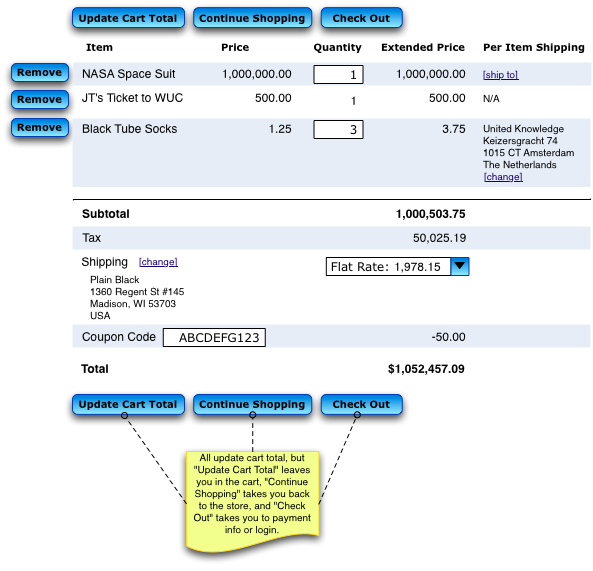 Update Cart Total Continue Shopping Check Out
Item Price Quantity Extended Price Per Item Shipping
Remove NASA Space Suit 1,000,000.00 1 1,000,000.00 [ship to]
Remove JT's Ticket to WUC 500.00 1 500.00 N/A
Remove Black Tube Socks 1.25 3 3.75 United Knowledge
Keizersgracht 74
1015 CT Amsterdam
The Netherlands
[change]
Subtotal 1,000,503.75
Tax 50,025.19
Shipping [change] Flat Rate: 1,978.15
Plain Black
1360 Regent St #145
Madison, WI 53703
USA
Coupon Code ABCDEFG123 -50.00
Total $1,052,457.09
Update Cart Total Continue Shopping Check Out
All update cart total, but
"Update Cart Total" leaves
you in the cart, "Continue
Shopping" takes you back
to the store, and "Check
Out" takes you to payment
info or login.